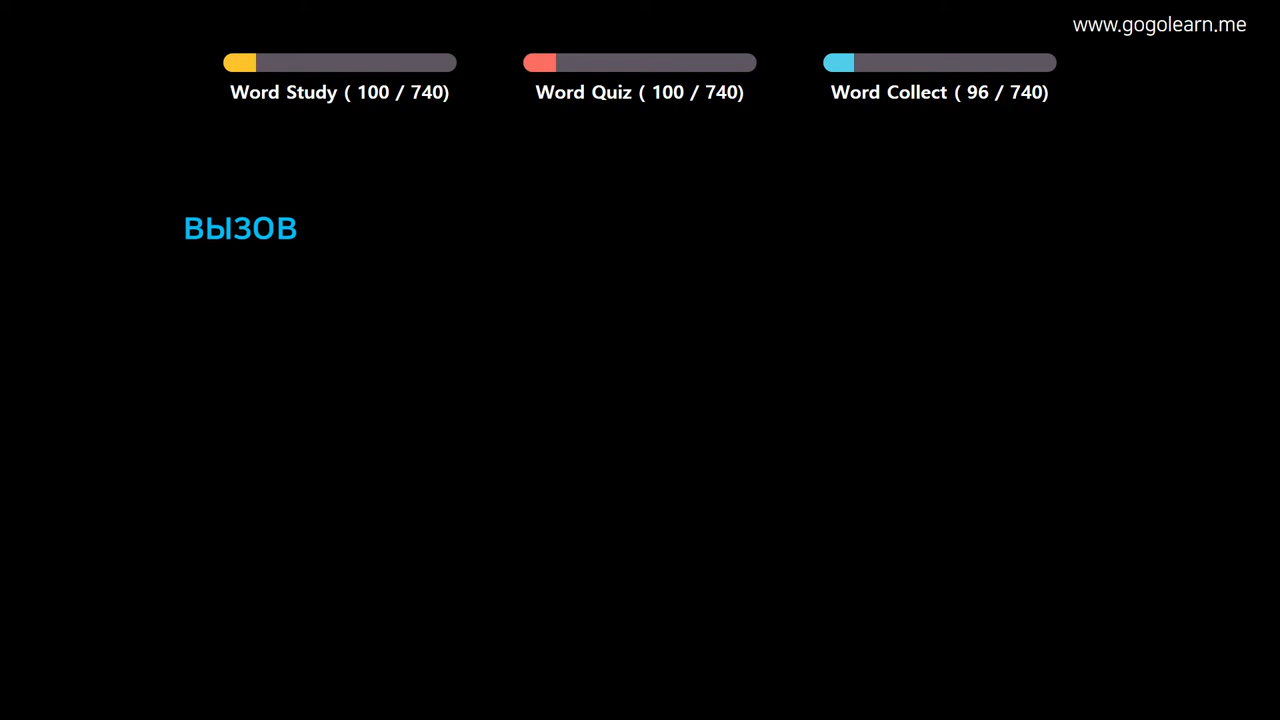 www.gogolearn.me
Word Study ( 100 / 740)
Word Quiz ( 100 / 740)
Word Collect ( 96 / 740)
вызов